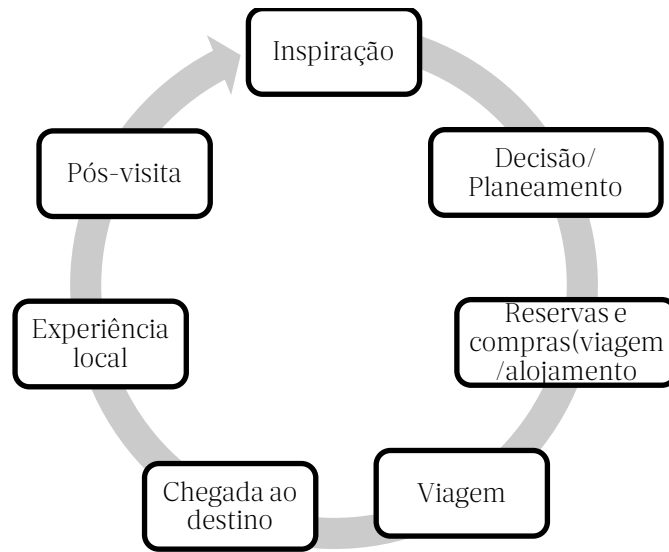 Inspiração
Decisão/
Planeamento
Reservas e
compras(viagem
/alojamento
Viagem
Chegada ao
destino
Experiência
local
Pós-visita